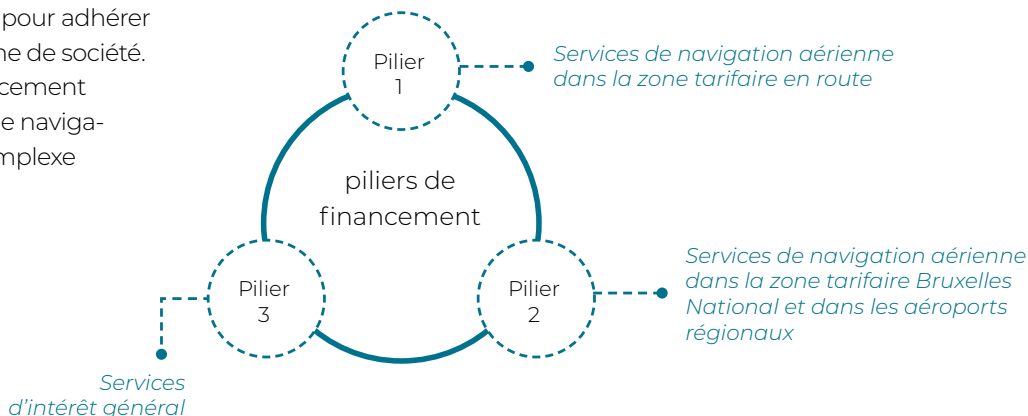 pour adhérer
ne de société.
cement
e naviga-
mplexe
Pilier
1
Services de navigation aérienne
dans la zone tarifaire en route
piliers de
financement
Pilier
3
Pilier
2
Services de navigation aérienne
dans la zone tarifaire Bruxelles
National et dans les aéroports
régionaux
Services
d'intérêt général